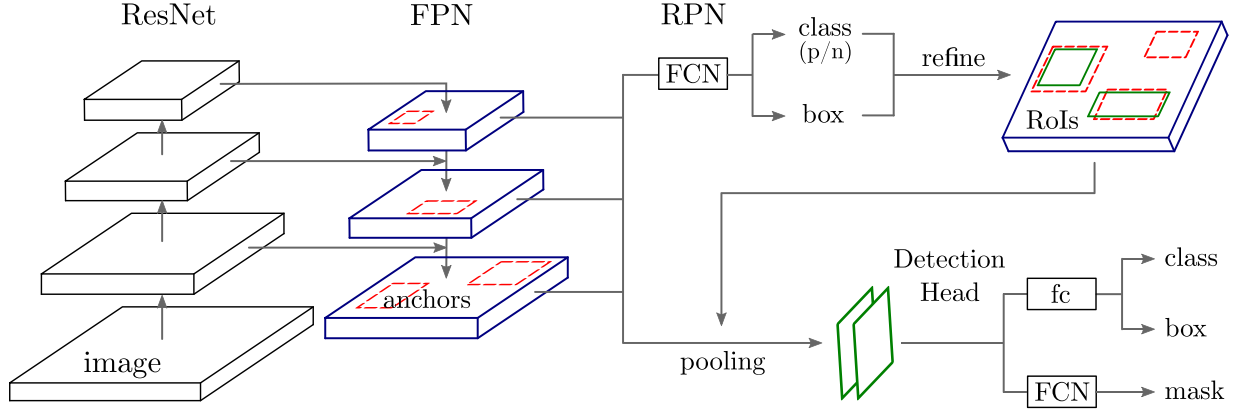 ResNet
FPN
RPN
class
(p/n)
FCN
refine
box
RoIs
anchors
image
pooling
Detection
Head
class
fc
box
FCN
mask